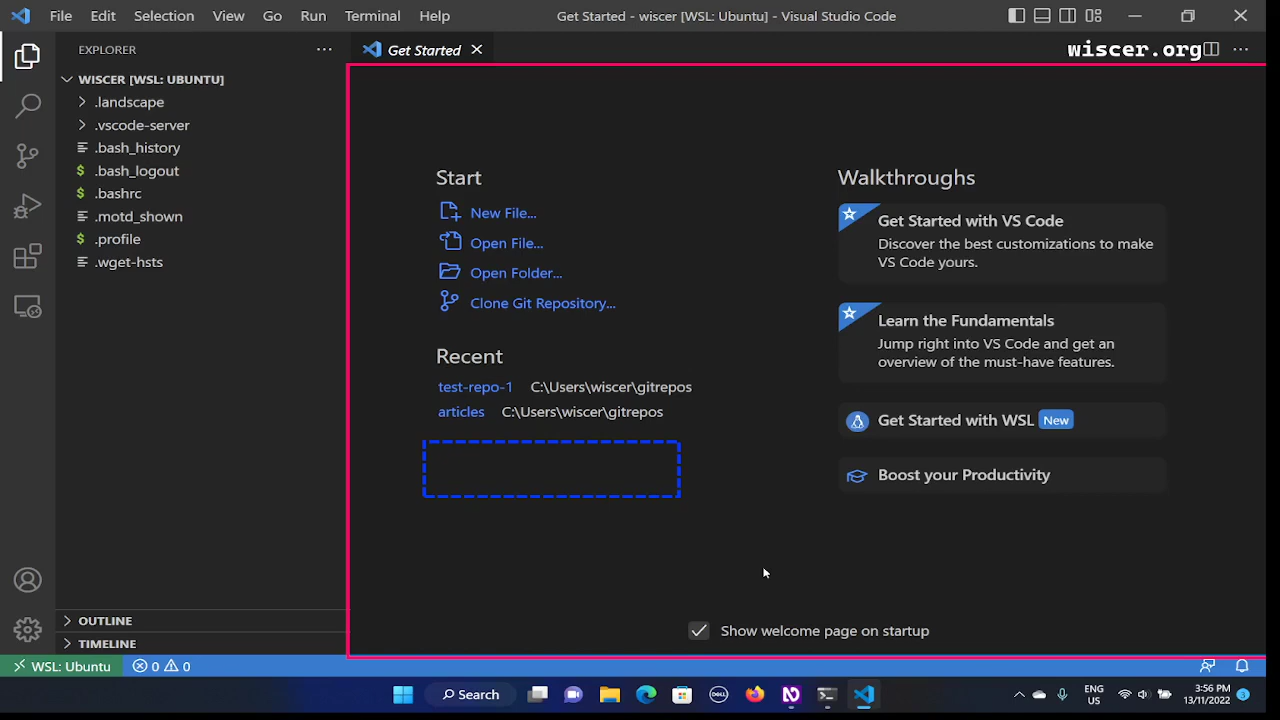 File Edit Selection View Go Run Terminal Help
Get Started - wiscer [WSL: Ubuntu] - Visual Studio Code
EXPLORER
Get Started
wiscer.org
WISCER [WSL: UBUNTU]
.landscape
.vscode-server
.bash_history
.bash_logout
.bashrc
.motd_shown
.profile
.wget-hsts
OUTLINE
TIMELINE
Start
New File...
Open File...
Open Folder...
Clone Git Repository...
Recent
test-repo-1 C:\Users\wiscer\gitrepos
articles C:\Users\wiscer\gitrepos
Walkthroughs
Get Started with VS Code
Discover the best customizations to make
VS Code yours.
Learn the Fundamentals
Jump right into VS Code and get an
overview of the must-have features.
Get Started with WSL New
Boost your Productivity
Show welcome page on startup
WSL: Ubuntu 0 0
Search
DELL
ENG
US
3:56 PM
13/11/2022
3